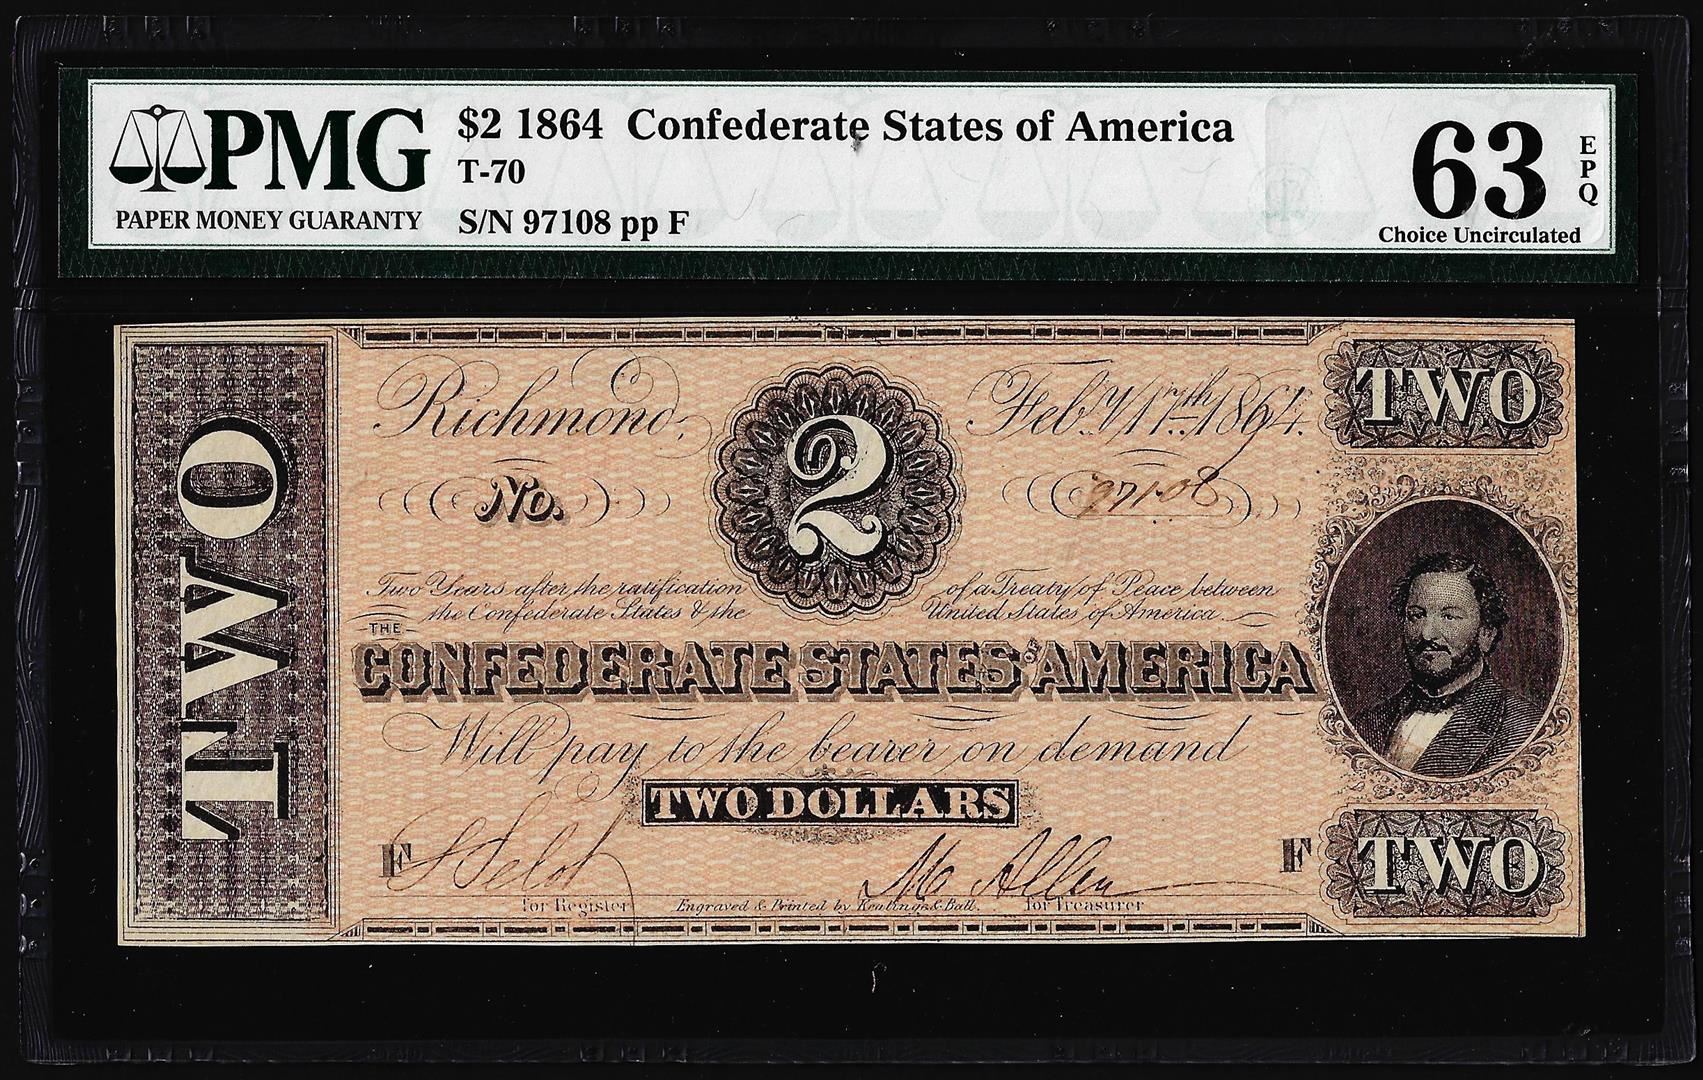 PMG
PAPER MONEY GUARANTY
$2 1864 Confederate States of America
T-70
S/N 97108 pp F
63
EPQ
Choice Uncirculated
TWO
Richmond,
2
Feb.y 17th 1864.
TWO
No.
97108
Two Years after the ratification of a Treaty of Peace between
the Confederate States & the United States of America.
THE
CONFEDERATE STATES OF AMERICA
Will pay to the bearer on demand
TWO DOLLARS
F
F
TWO
M Allen
for Register
Engraved & Printed by Keatinge & Ball.
for Treasurer